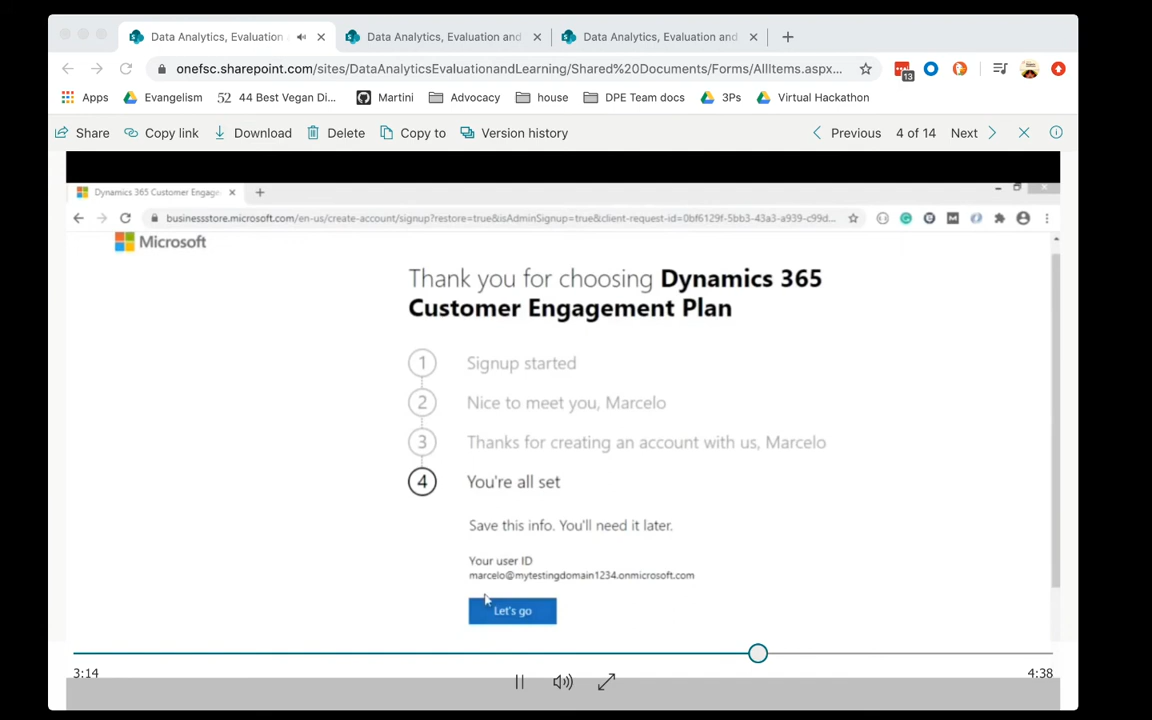 Data Analytics, Evaluation
Data Analytics, Evaluation and
Data Analytics, Evaluation and
onefsc.sharepoint.com/sites/DataAnalyticsEvaluationandLearning/Shared%20Documents/Forms/AllItems.aspx...
13
Apps
Evangelism
52 44 Best Vegan Di...
Martini
Advocacy
house
DPE Team docs
3Ps
Virtual Hackathon
Share
Copy link
Download
Delete
Copy to
Version history
Previous
4 of 14
Next
Dynamics 365 Customer Engage
businessstore.microsoft.com/en-us/create-account/signup?restore=true&isAdminSignup=true&client-request-id=0bf6129f-5bb3-43a3-a939-c99d...
Microsoft
Thank you for choosing Dynamics 365
Customer Engagement Plan
1 Signup started
2 Nice to meet you, Marcelo
3 Thanks for creating an account with us, Marcelo
4 You're all set
Save this info. You'll need it later.
Your user ID
marcelo@mytestingdomain1234.onmicrosoft.com
Let's go
3:14
4:38